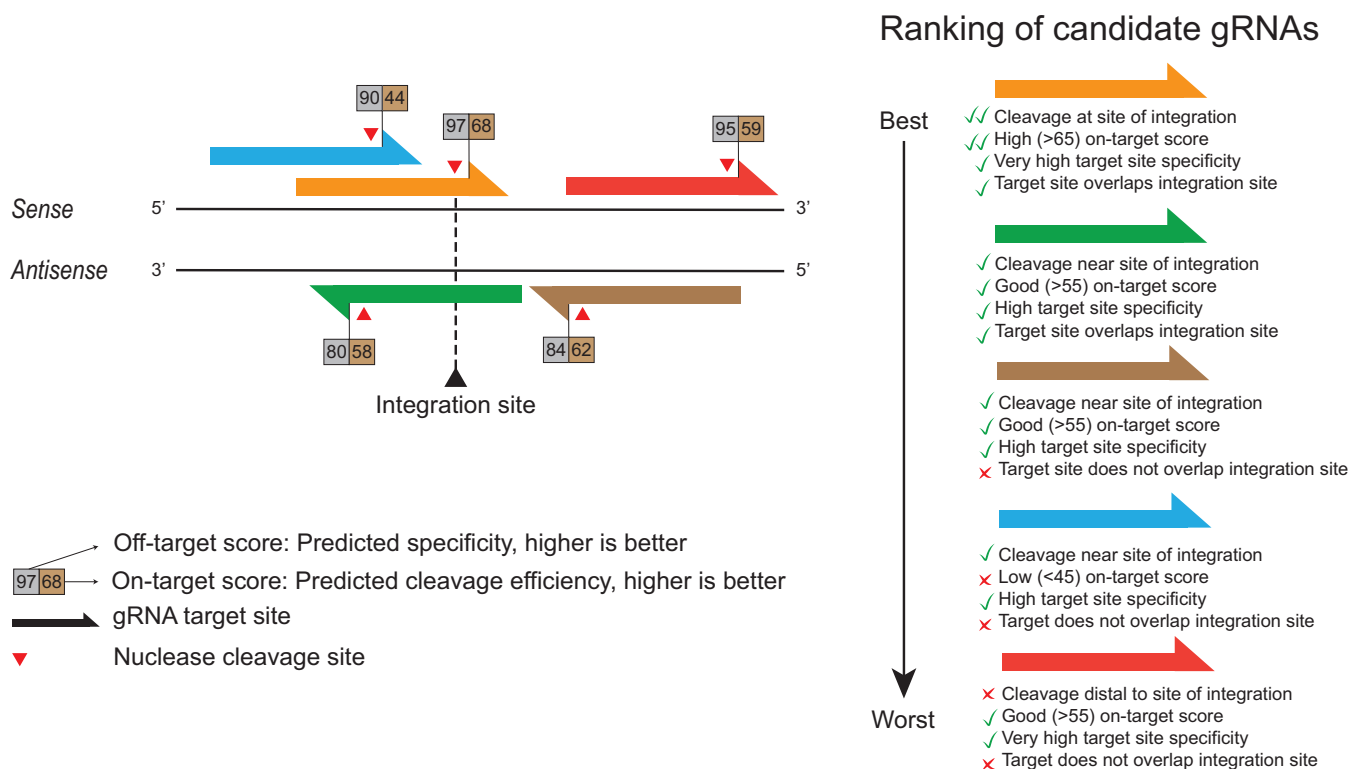 Ranking of candidate gRNAs
90 44
97 68
95 59
Sense 5' 3'
Antisense 3' 5'
80 58
84 62
Integration site
Off-target score: Predicted specificity, higher is better
97 68 On-target score: Predicted cleavage efficiency, higher is better
gRNA target site
Nuclease cleavage site
Best
Cleavage at site of integration
High (>65) on-target score
Very high target site specificity
Target site overlaps integration site
Cleavage near site of integration
Good (>55) on-target score
High target site specificity
Target site overlaps integration site
Cleavage near site of integration
Good (>55) on-target score
High target site specificity
Target site does not overlap integration site
Cleavage near site of integration
Low (<45) on-target score
High target site specificity
Target does not overlap integration site
Worst
Cleavage distal to site of integration
Good (>55) on-target score
Very high target site specificity
Target does not overlap integration site